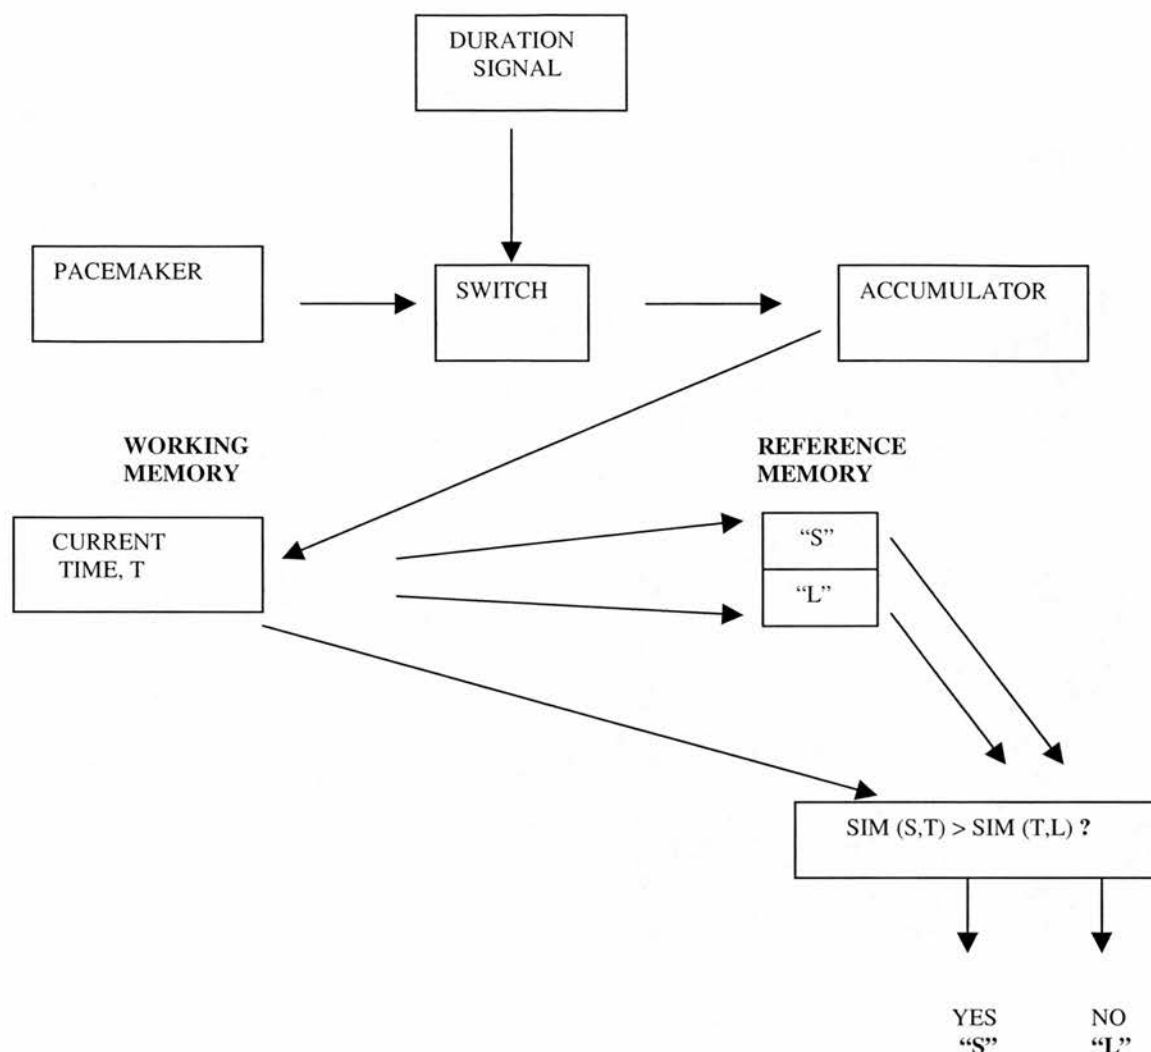 DURATION
SIGNAL
PACEMAKER
SWITCH
ACCUMULATOR
WORKING
MEMORY
REFERENCE
MEMORY
CURRENT
TIME, T
“S”
“L”
SIM (S,T) > SIM (T,L) ?
YES
“S”
NO
“L”